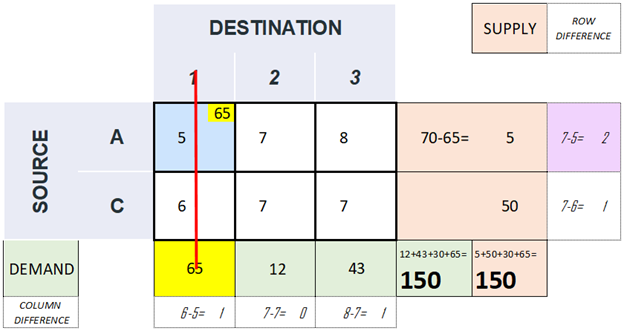 DESTINATION
SUPPLY
ROW
DIFFERENCE
1 2 3
SOURCE
A 5 65 7 8 70-65= 5 7-5= 2
C 6 7 7 50 7-6= 1
DEMAND 65 12 43 12+43+30+65= 5+50+30+65=
150 150
COLUMN
DIFFERENCE
6-5= 1 7-7= 0 8-7= 1